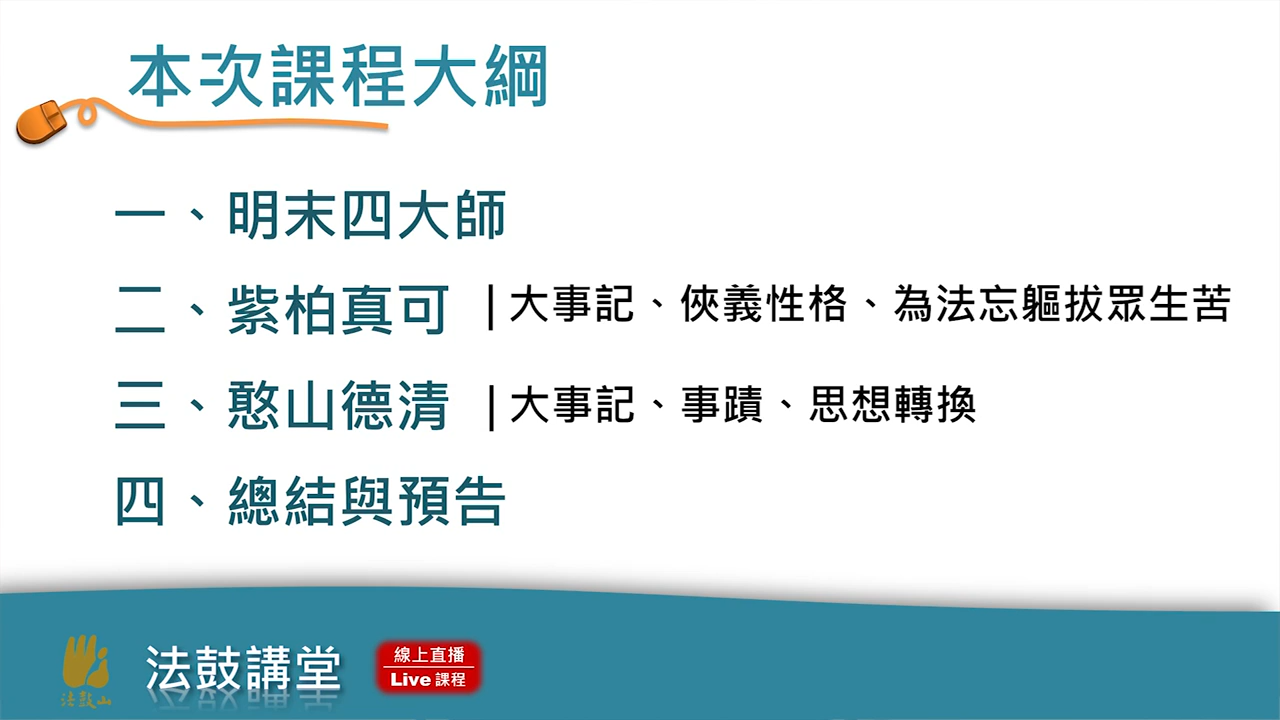 本次課程大綱
一、明末四大師
二、紫柏真可 | 大事記、俠義性格、為法忘軀拔眾生苦
三、憨山德清 | 大事記、事蹟、思想轉換
四、總結與預告
法鼓山
法鼓講堂
線上直播
Live 課程